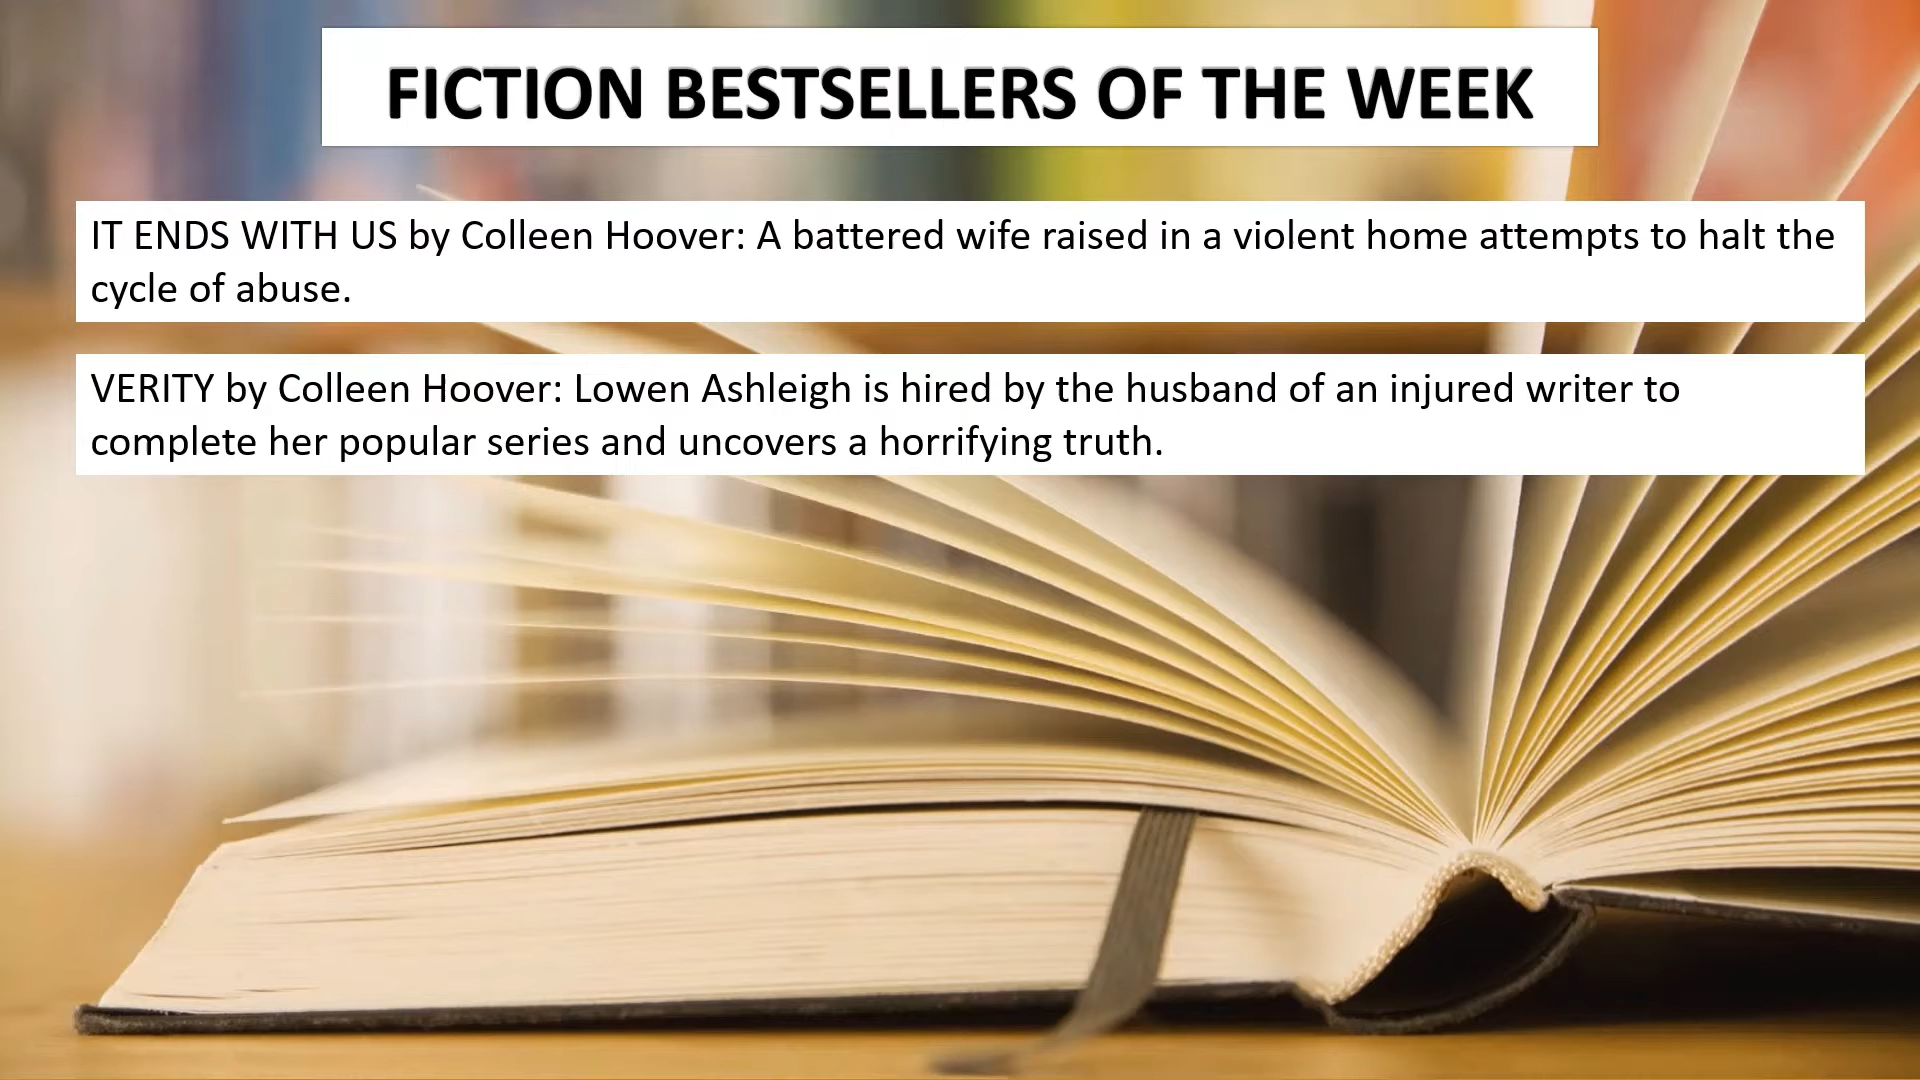 FICTION BESTSELLERS OF THE WEEK
IT ENDS WITH US by Colleen Hoover: A battered wife raised in a violent home attempts to halt the
cycle of abuse.
VERITY by Colleen Hoover: Lowen Ashleigh is hired by the husband of an injured writer to
complete her popular series and uncovers a horrifying truth.